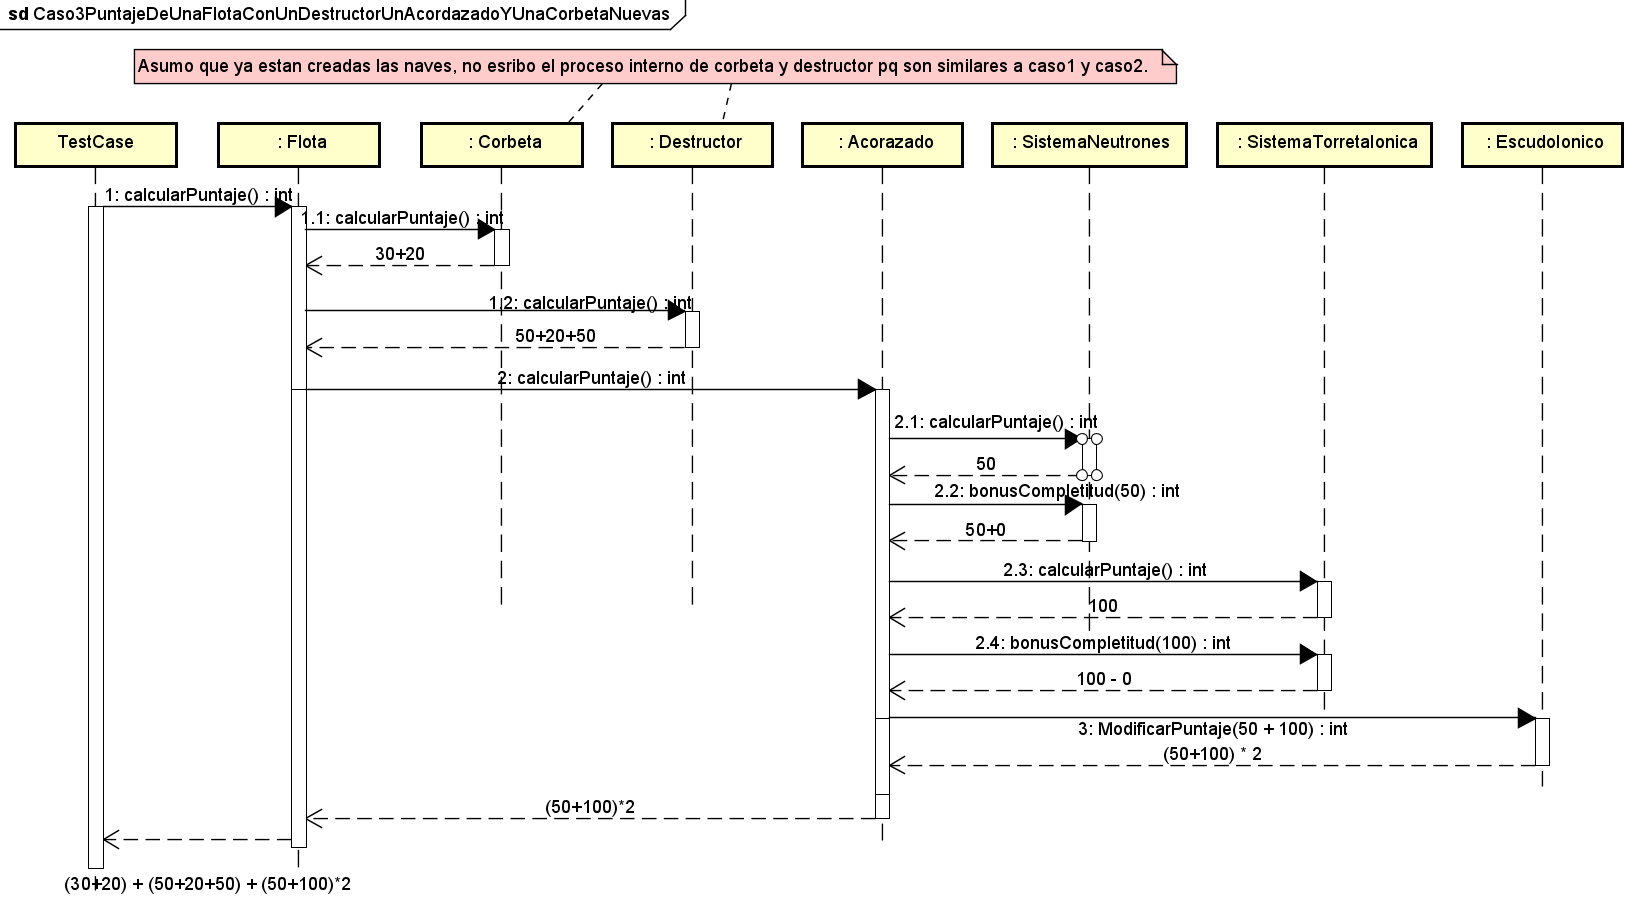 sd Caso3PuntajeDeUnaFlotaConUnDestructorUnAcordazadoYUnaCorbetaNuevas
Asumo que ya estan creadas las naves, no esribo el proceso interno de corbeta y destructor pq son similares a caso1 y caso2.
TestCase
: Flota
: Corbeta
: Destructor
: Acorazado
: SistemaNeutrones
: SistemaTorretaIonica
: EscudoIonico
1: calcularPuntaje() : int
1.1: calcularPuntaje() : int
30+20
1.2: calcularPuntaje() : int
50+20+50
2: calcularPuntaje() : int
2.1: calcularPuntaje() : int
50
2.2: bonusCompletitud(50) : int
50+0
2.3: calcularPuntaje() : int
100
2.4: bonusCompletitud(100) : int
100 - 0
3: ModificarPuntaje(50 + 100) : int
(50+100) * 2
(50+100)*2
(30+20) + (50+20+50) + (50+100)*2